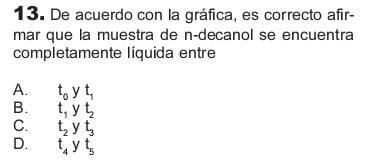 13. De acuerdo con la gráfica, es correcto afir-
mar que la muestra de n-decanol se encuentra
completamente líquida entre
A. t₀ y t₁
B. t₁ y t₂
C. t₂ y t₃
D. t₄ y t₅